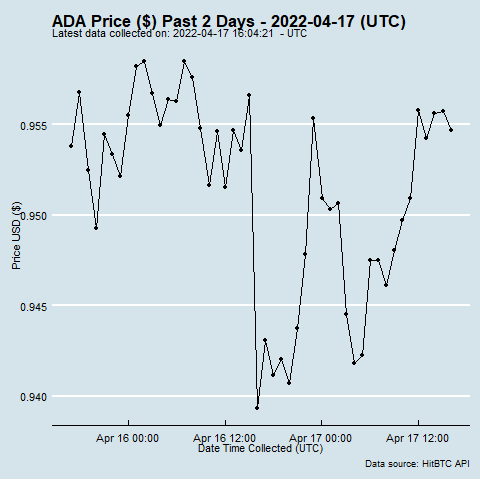 ADA Price ($) Past 2 Days - 2022-04-17 (UTC)
Latest data collected on: 2022-04-17 16:04:21 - UTC
0.955
0.950
0.945
0.940
Price USD ($)
Apr 16 00:00 Apr 16 12:00 Apr 17 00:00 Apr 17 12:00
Date Time Collected (UTC)
Data source: HitBTC API